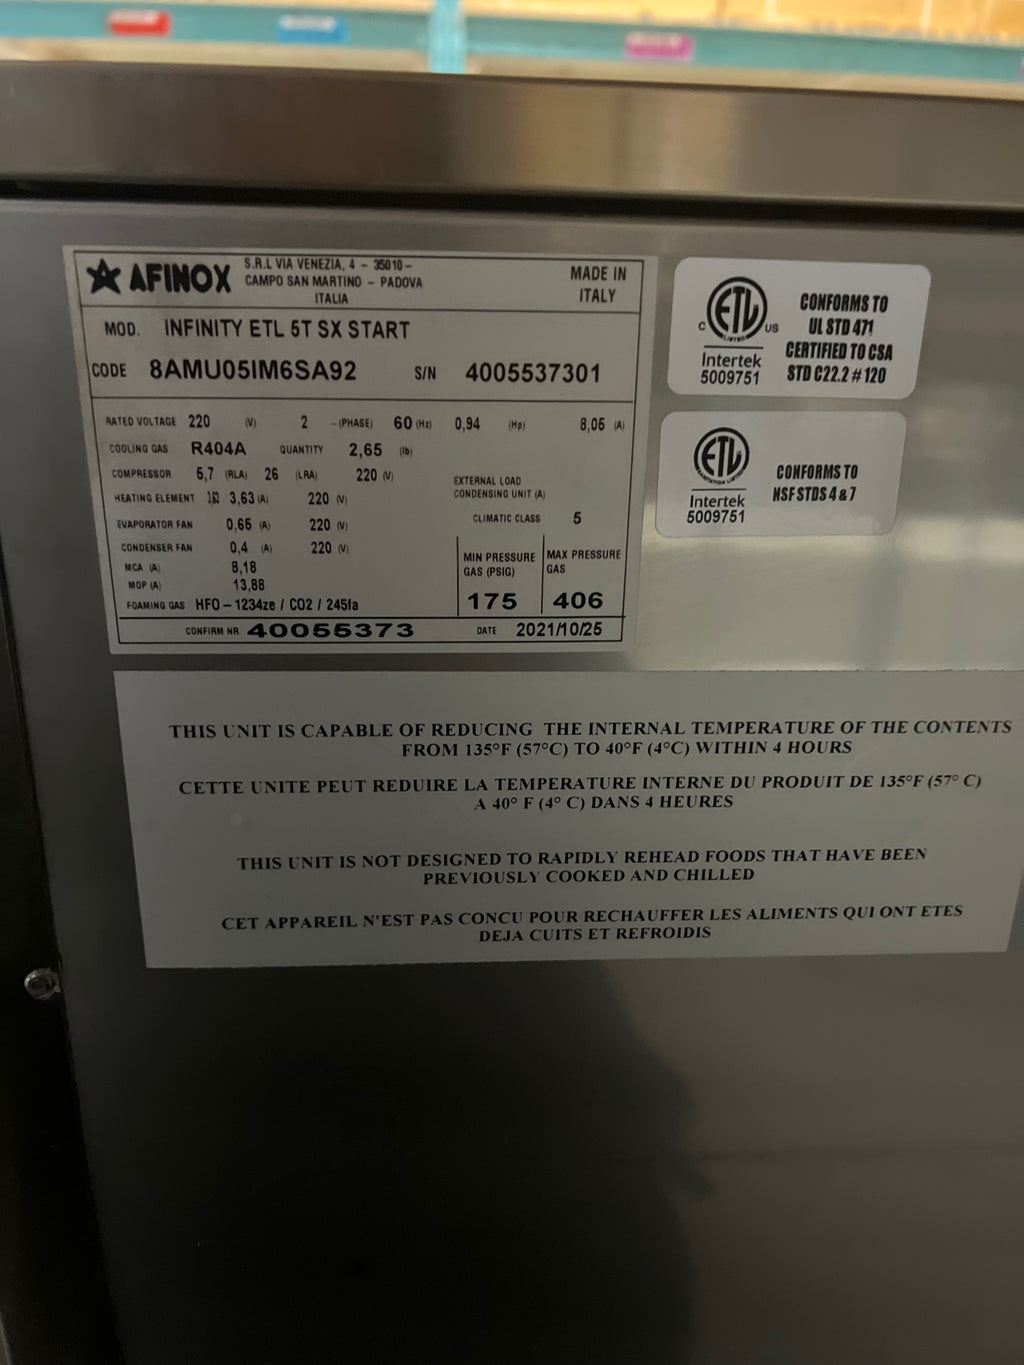 AFINOX
S.R.L VIA VENEZIA, 4 – 35010 –
CAMPO SAN MARTINO – PADOVA
ITALIA
MADE IN
ITALY
MOD. INFINITY ETL 5T SX START
CODE 8AMU05IM6SA92 S/N 4005537301
RATED VOLTAGE 220 (V) 2 ~(PHASE) 60 (Hz) 0,94 (Hp) 8,05 (A)
COOLING GAS R404A QUANTITY 2,65 (lb)
COMPRESSOR 5,7 (RLA) 26 (LRA) 220 (V)
HEATING ELEMENT 3,63 (A) 220 (V)
EVAPORATOR FAN 0,65 (A) 220 (V)
CONDENSER FAN 0,4 (A) 220 (V)
MCA (A) 8,18
MOP (A) 13,88
FOAMING GAS HFO – 1234ze / CO2 / 245fa
EXTERNAL LOAD
CONDENSING UNIT (A)
CLIMATIC CLASS 5
MIN PRESSURE
GAS (PSIG)
175
MAX PRESSURE
GAS
406
CONFIRM NR 40055373 DATE 2021/10/25
C ETL US
LISTED
Intertek
5009751
CONFORMS TO
UL STD 471
CERTIFIED TO CSA
STD C22.2 # 120
ETL
SANITATION LISTED
Intertek
5009751
CONFORMS TO
NSF STDS 4 & 7
THIS UNIT IS CAPABLE OF REDUCING THE INTERNAL TEMPERATURE OF THE CONTENTS
FROM 135°F (57°C) TO 40°F (4°C) WITHIN 4 HOURS
CETTE UNITE PEUT REDUIRE LA TEMPERATURE INTERNE DU PRODUIT DE 135°F (57° C)
A 40° F (4° C) DANS 4 HEURES
THIS UNIT IS NOT DESIGNED TO RAPIDLY REHEAD FOODS THAT HAVE BEEN
PREVIOUSLY COOKED AND CHILLED
CET APPAREIL N'EST PAS CONCU POUR RECHAUFFER LES ALIMENTS QUI ONT ETES
DEJA CUITS ET REFROIDIS